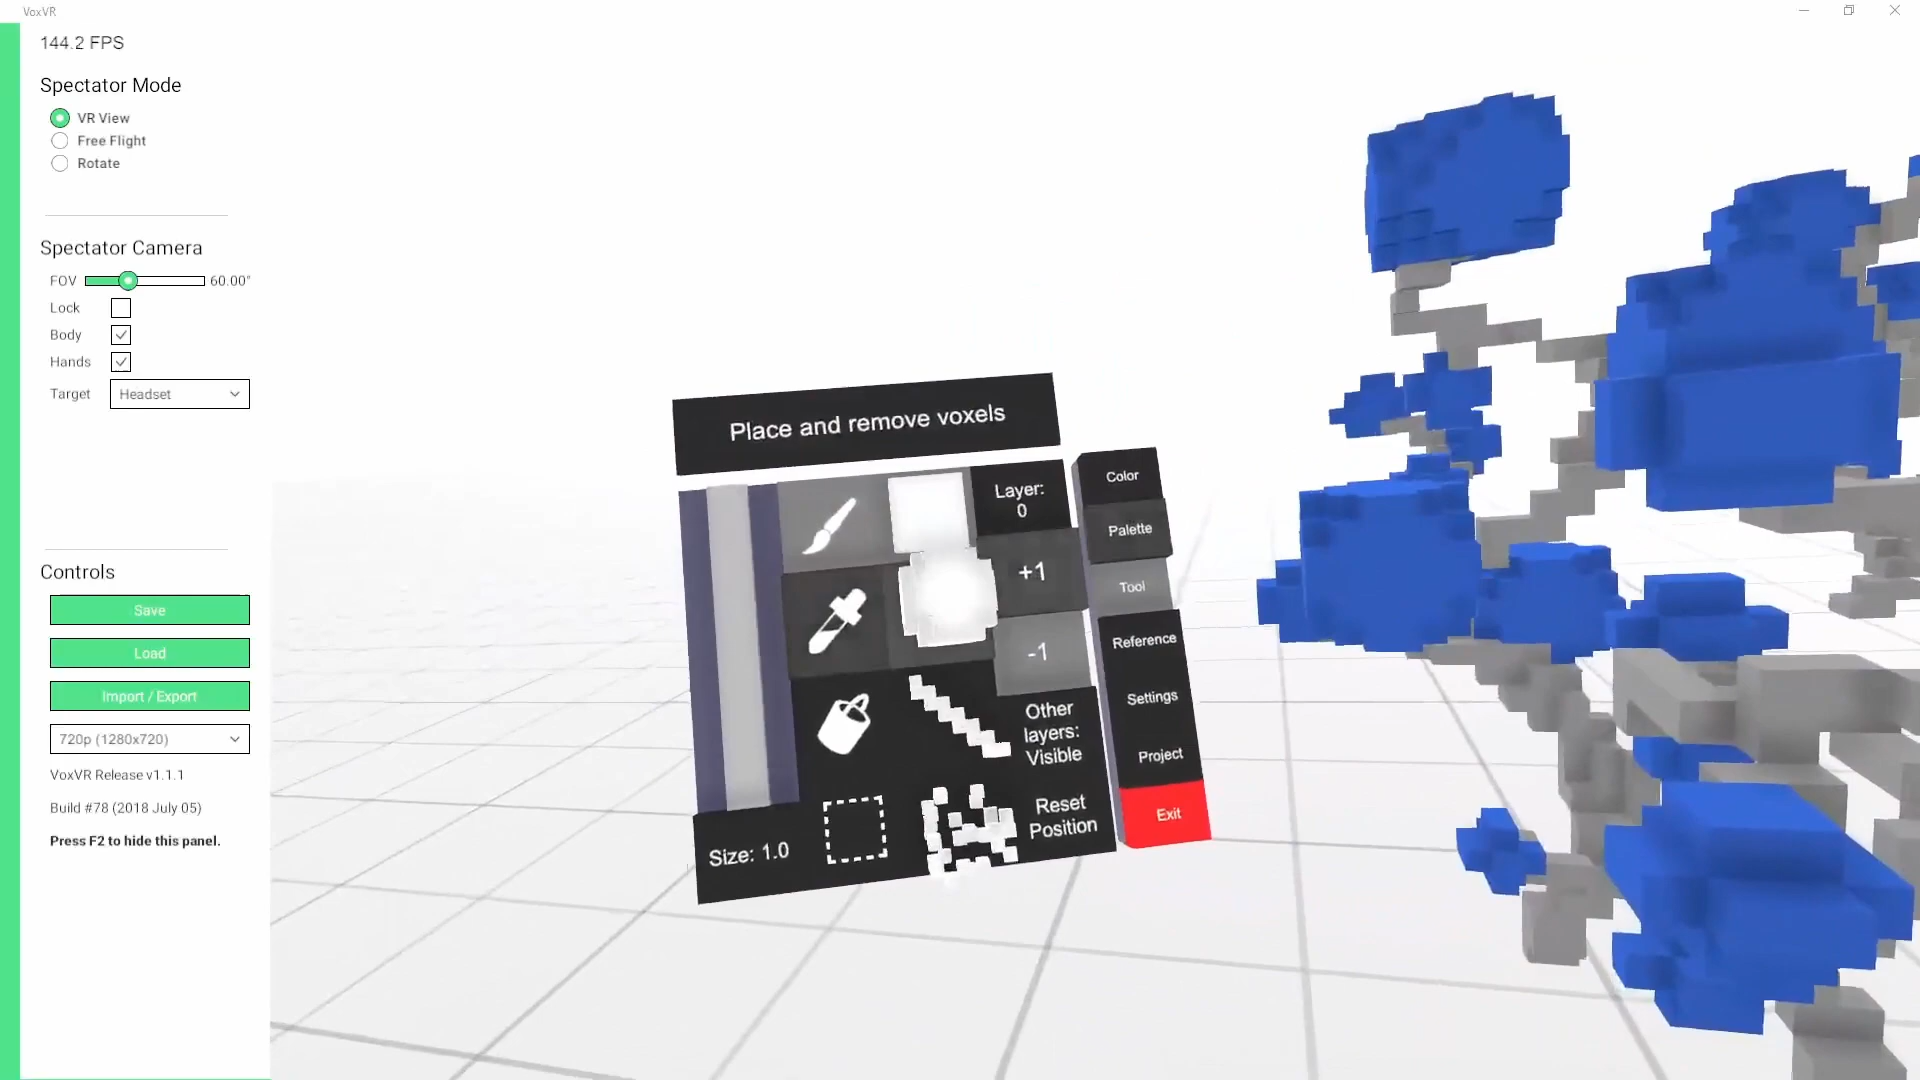 VoxVR
144.2 FPS
Spectator Mode
VR View
Free Flight
Rotate
Spectator Camera
FOV 60.00°
Lock
Body
Hands
Target Headset
Controls
Save
Load
Import / Export
720p (1280x720)
VoxVR Release v1.1.1
Build #78 (2018 July 05)
Press F2 to hide this panel.
Place and remove voxels
Layer:
0
+1
-1
Other
layers:
Visible
Reset
Position
Size: 1.0
Color
Palette
Tool
Reference
Settings
Project
Exit